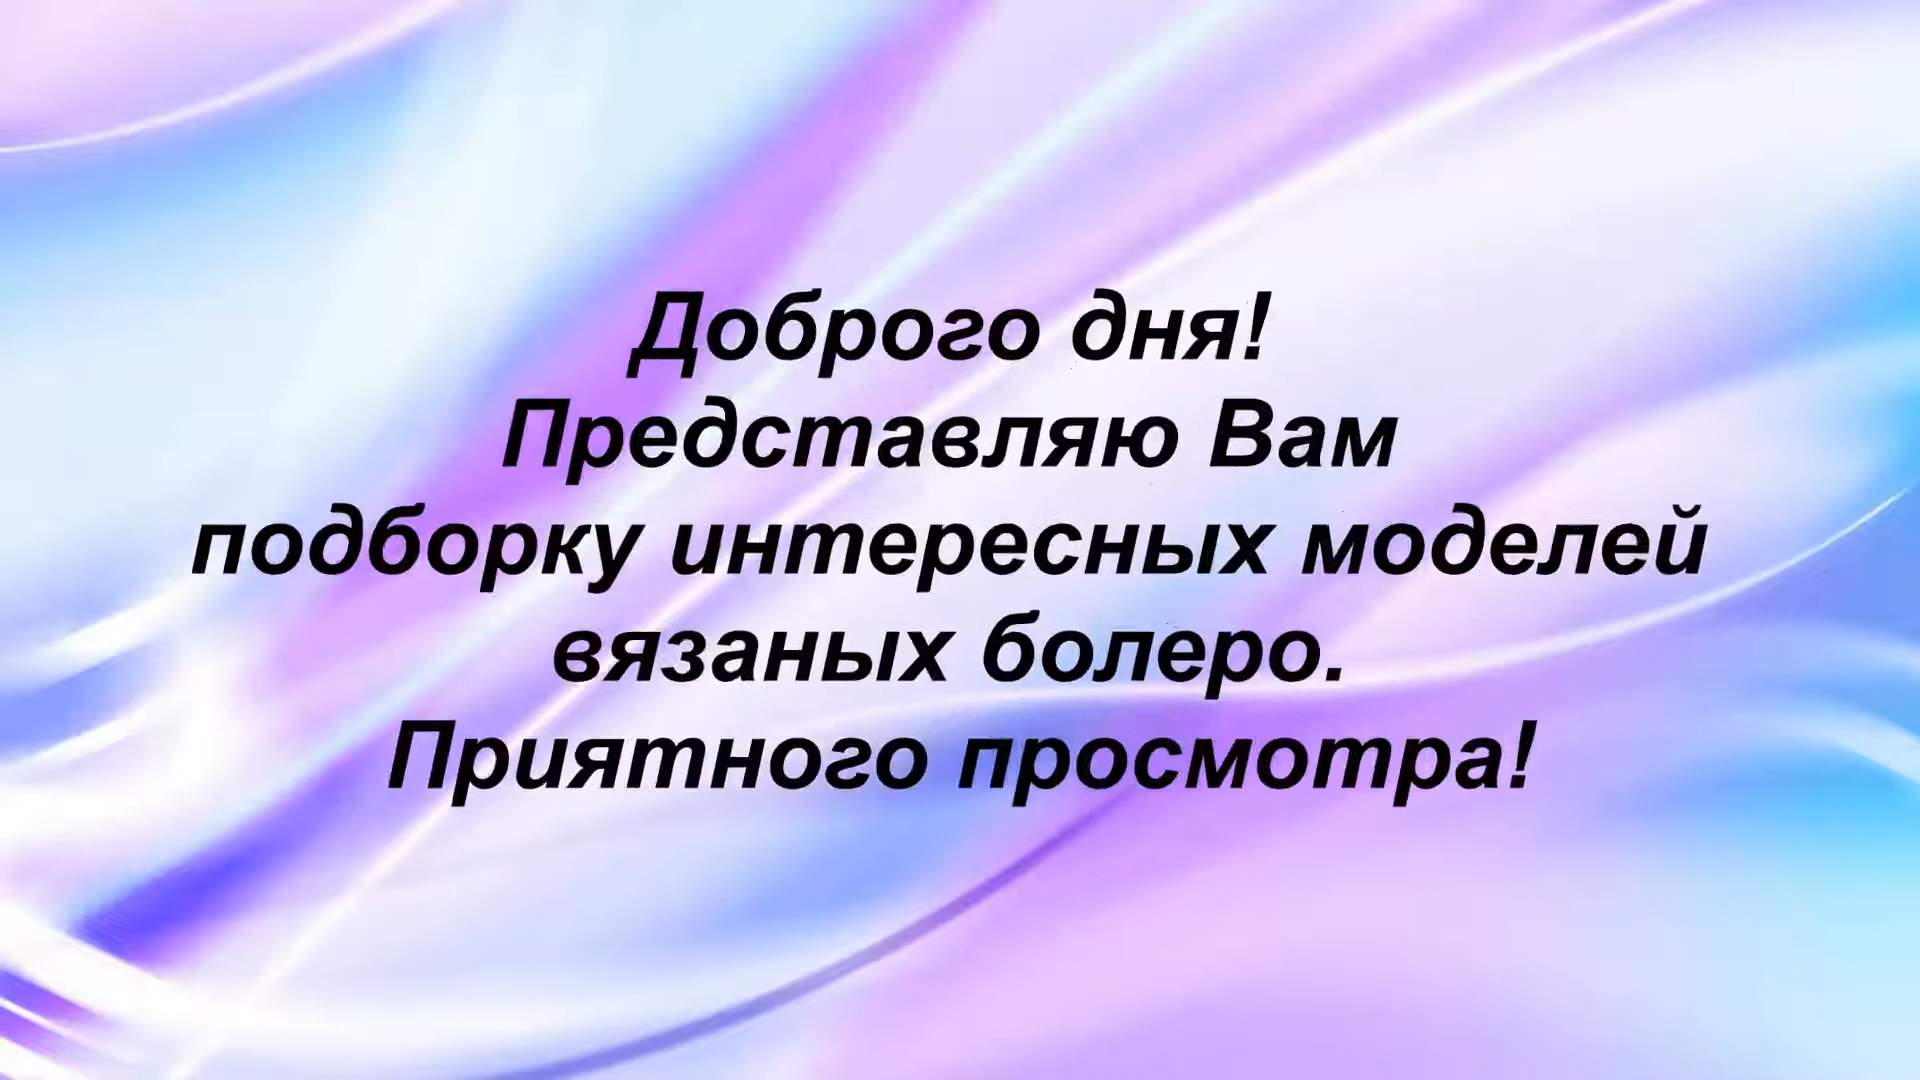 Доброго дня!
Представляю Вам
подборку интересных моделей
вязаных болеро.
Приятного просмотра!